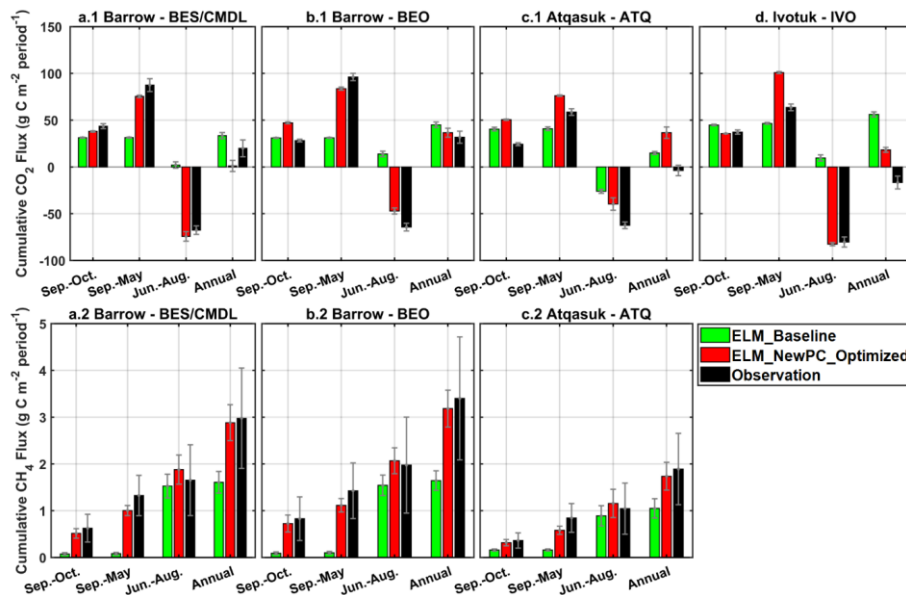 a.1 Barrow - BES/CMDL
b.1 Barrow - BEO
c.1 Atqasuk - ATQ
d. Ivotuk - IVO
Cumulative CO2 Flux (g C m-2 period-1)
150
100
50
0
-50
-100
Sep.-Oct.
Sep.-May
Jun.-Aug.
Annual
Sep.-Oct.
Sep.-May
Jun.-Aug.
Annual
Sep.-Oct.
Sep.-May
Jun.-Aug.
Annual
Sep.-Oct.
Sep.-May
Jun.-Aug.
Annual
a.2 Barrow - BES/CMDL
b.2 Barrow - BEO
c.2 Atqasuk - ATQ
Cumulative CH4 Flux (g C m-2 period-1)
5
4
3
2
1
0
Sep.-Oct.
Sep.-May
Jun.-Aug.
Annual
Sep.-Oct.
Sep.-May
Jun.-Aug.
Annual
Sep.-Oct.
Sep.-May
Jun.-Aug.
Annual
ELM_Baseline
ELM_NewPC_Optimized
Observation